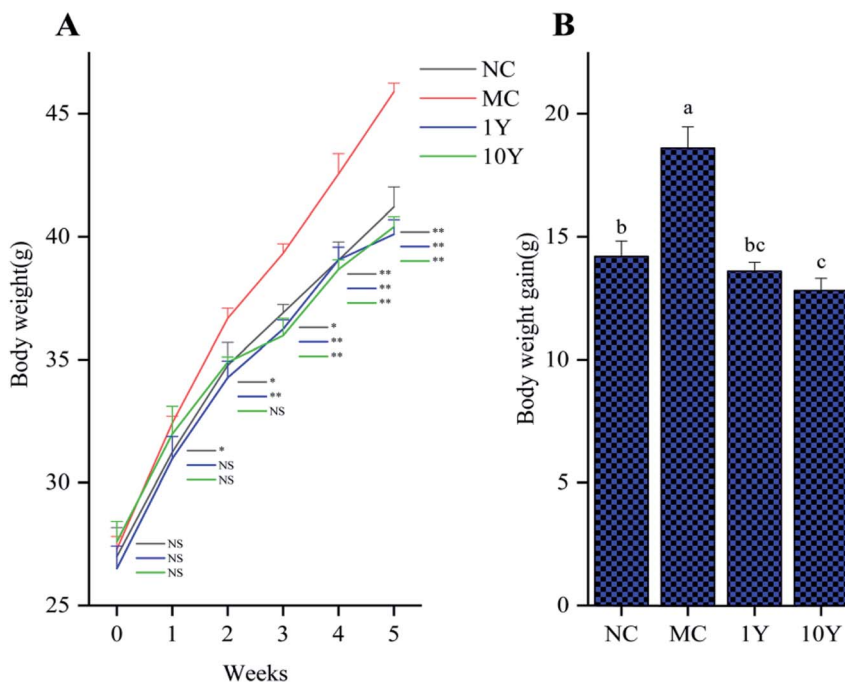 A
B
NC
MC
1Y
10Y
Body weight(g)
45
40
35
30
25
NS
NS
NS
*
NS
NS
*
**
NS
*
**
**
**
**
**
**
**
**
0 1 2 3 4 5
Weeks
Body weight gain(g)
20
15
10
5
0
b
a
bc
c
NC MC 1Y 10Y